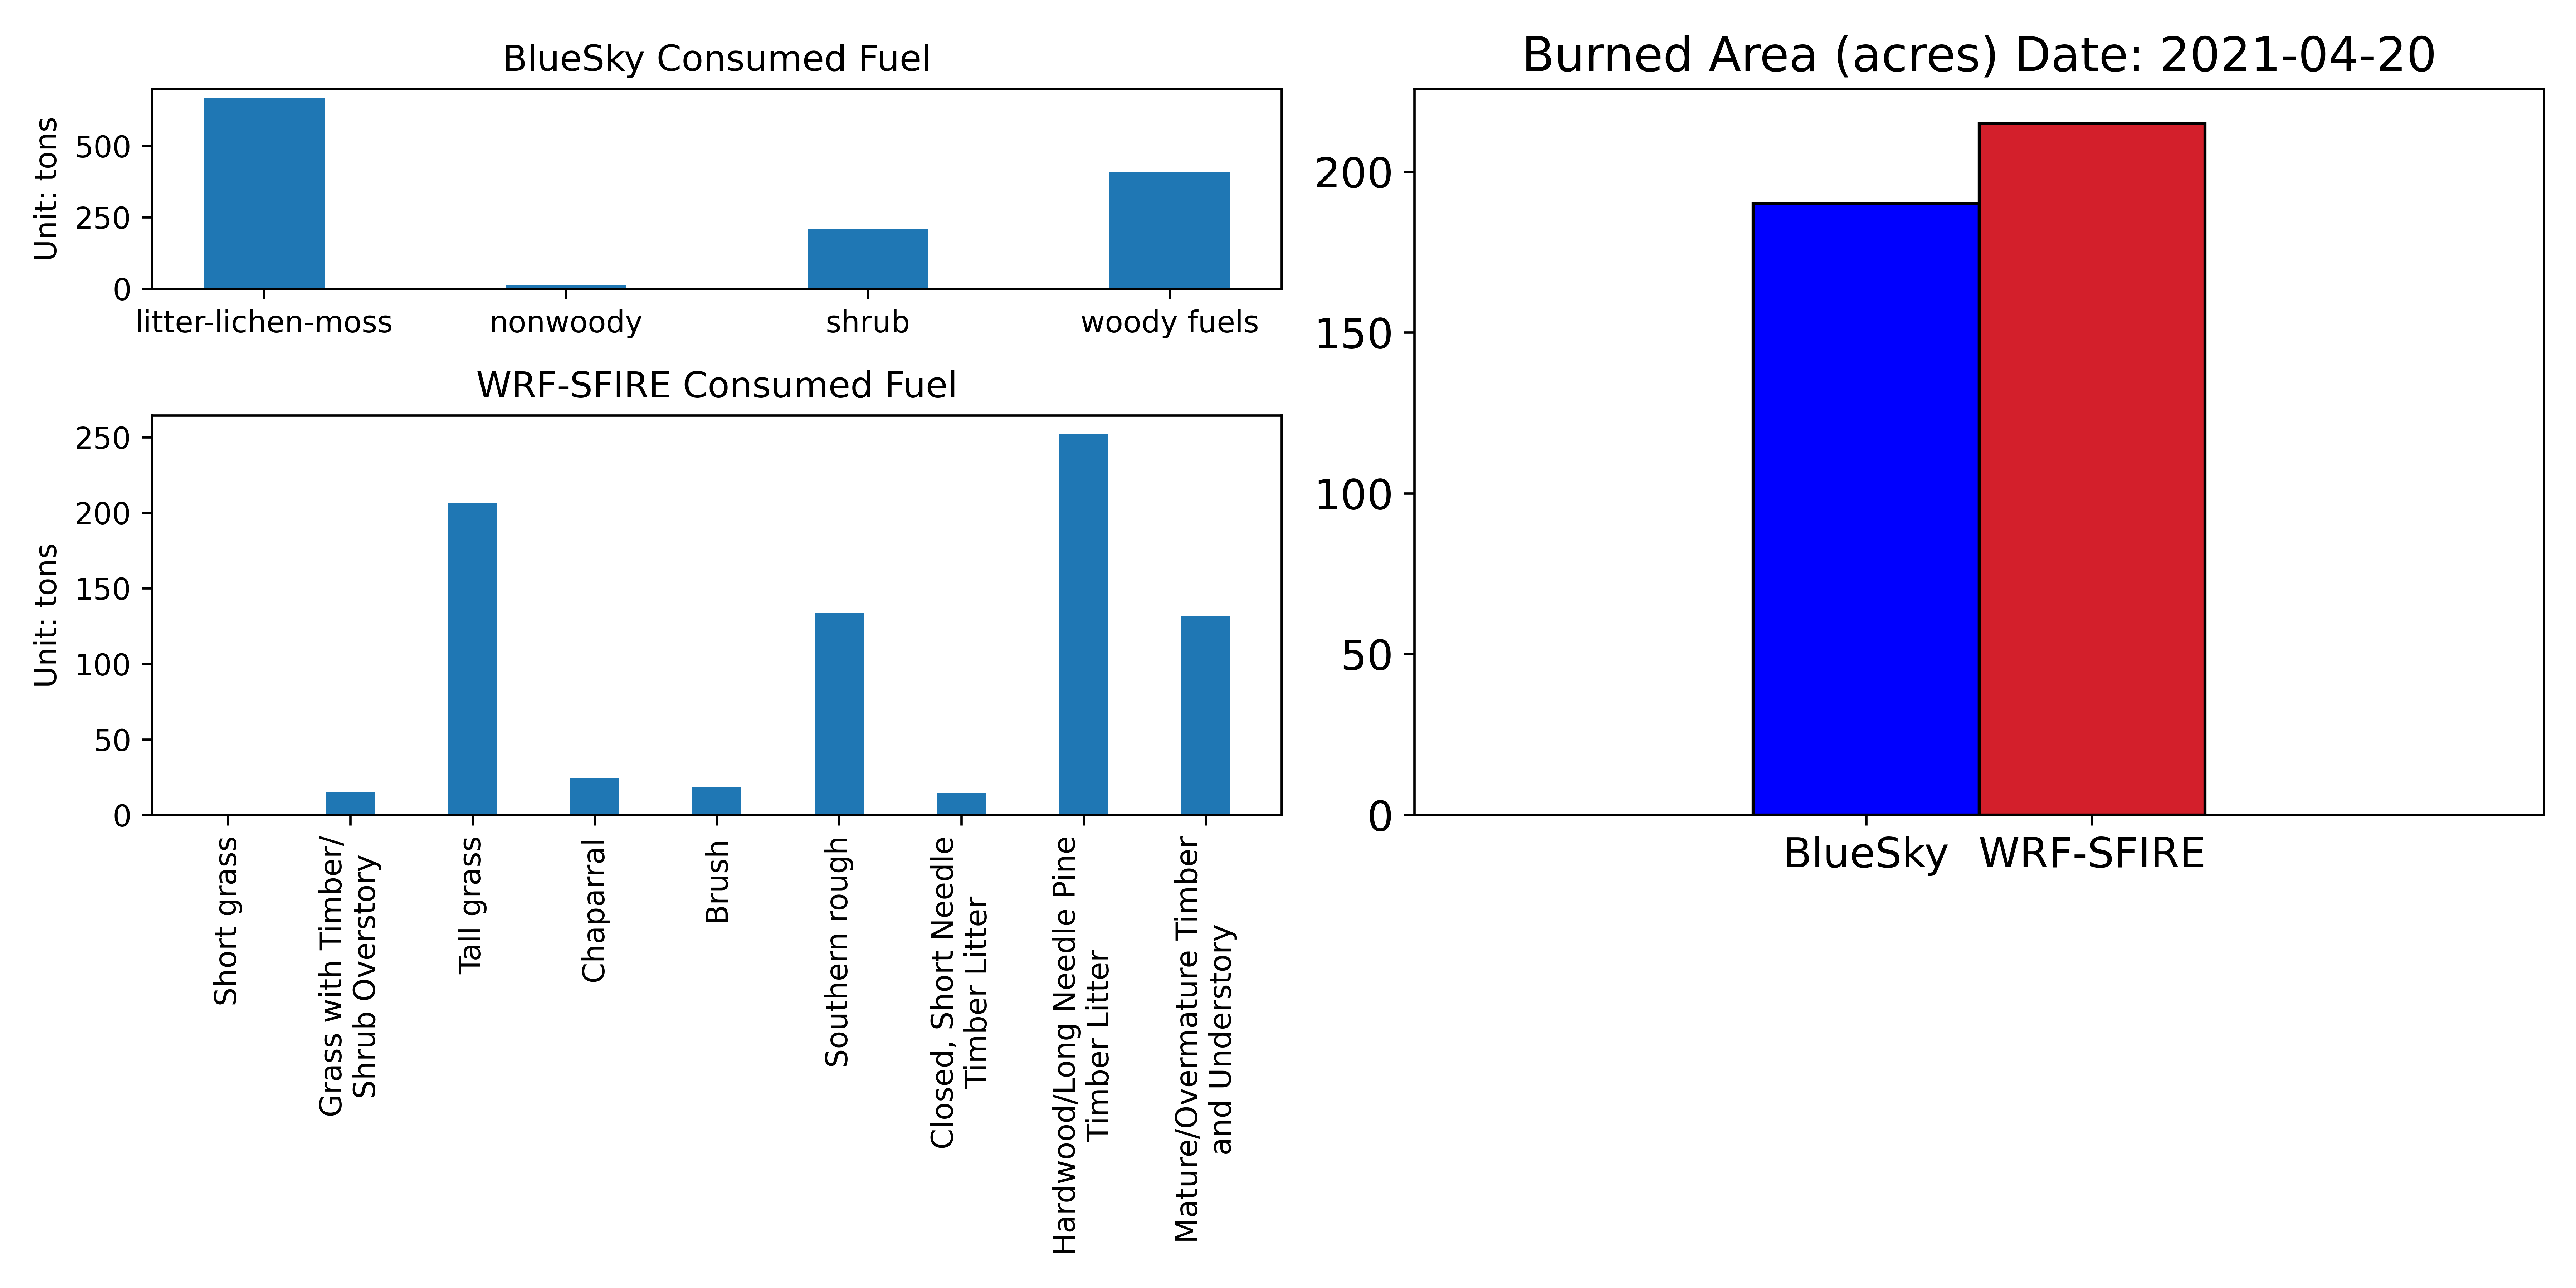 BlueSky Consumed Fuel
Unit: tons
500
250
0
litter-lichen-moss
nonwoody
shrub
woody fuels
WRF-SFIRE Consumed Fuel
Unit: tons
250
200
150
100
50
0
Short grass
Grass with Timber/
Shrub Overstory
Tall grass
Chaparral
Brush
Southern rough
Closed, Short Needle
Timber Litter
Hardwood/Long Needle Pine
Timber Litter
Mature/Overmature Timber
and Understory
Burned Area (acres) Date: 2021-04-20
200
150
100
50
0
BlueSky
WRF-SFIRE